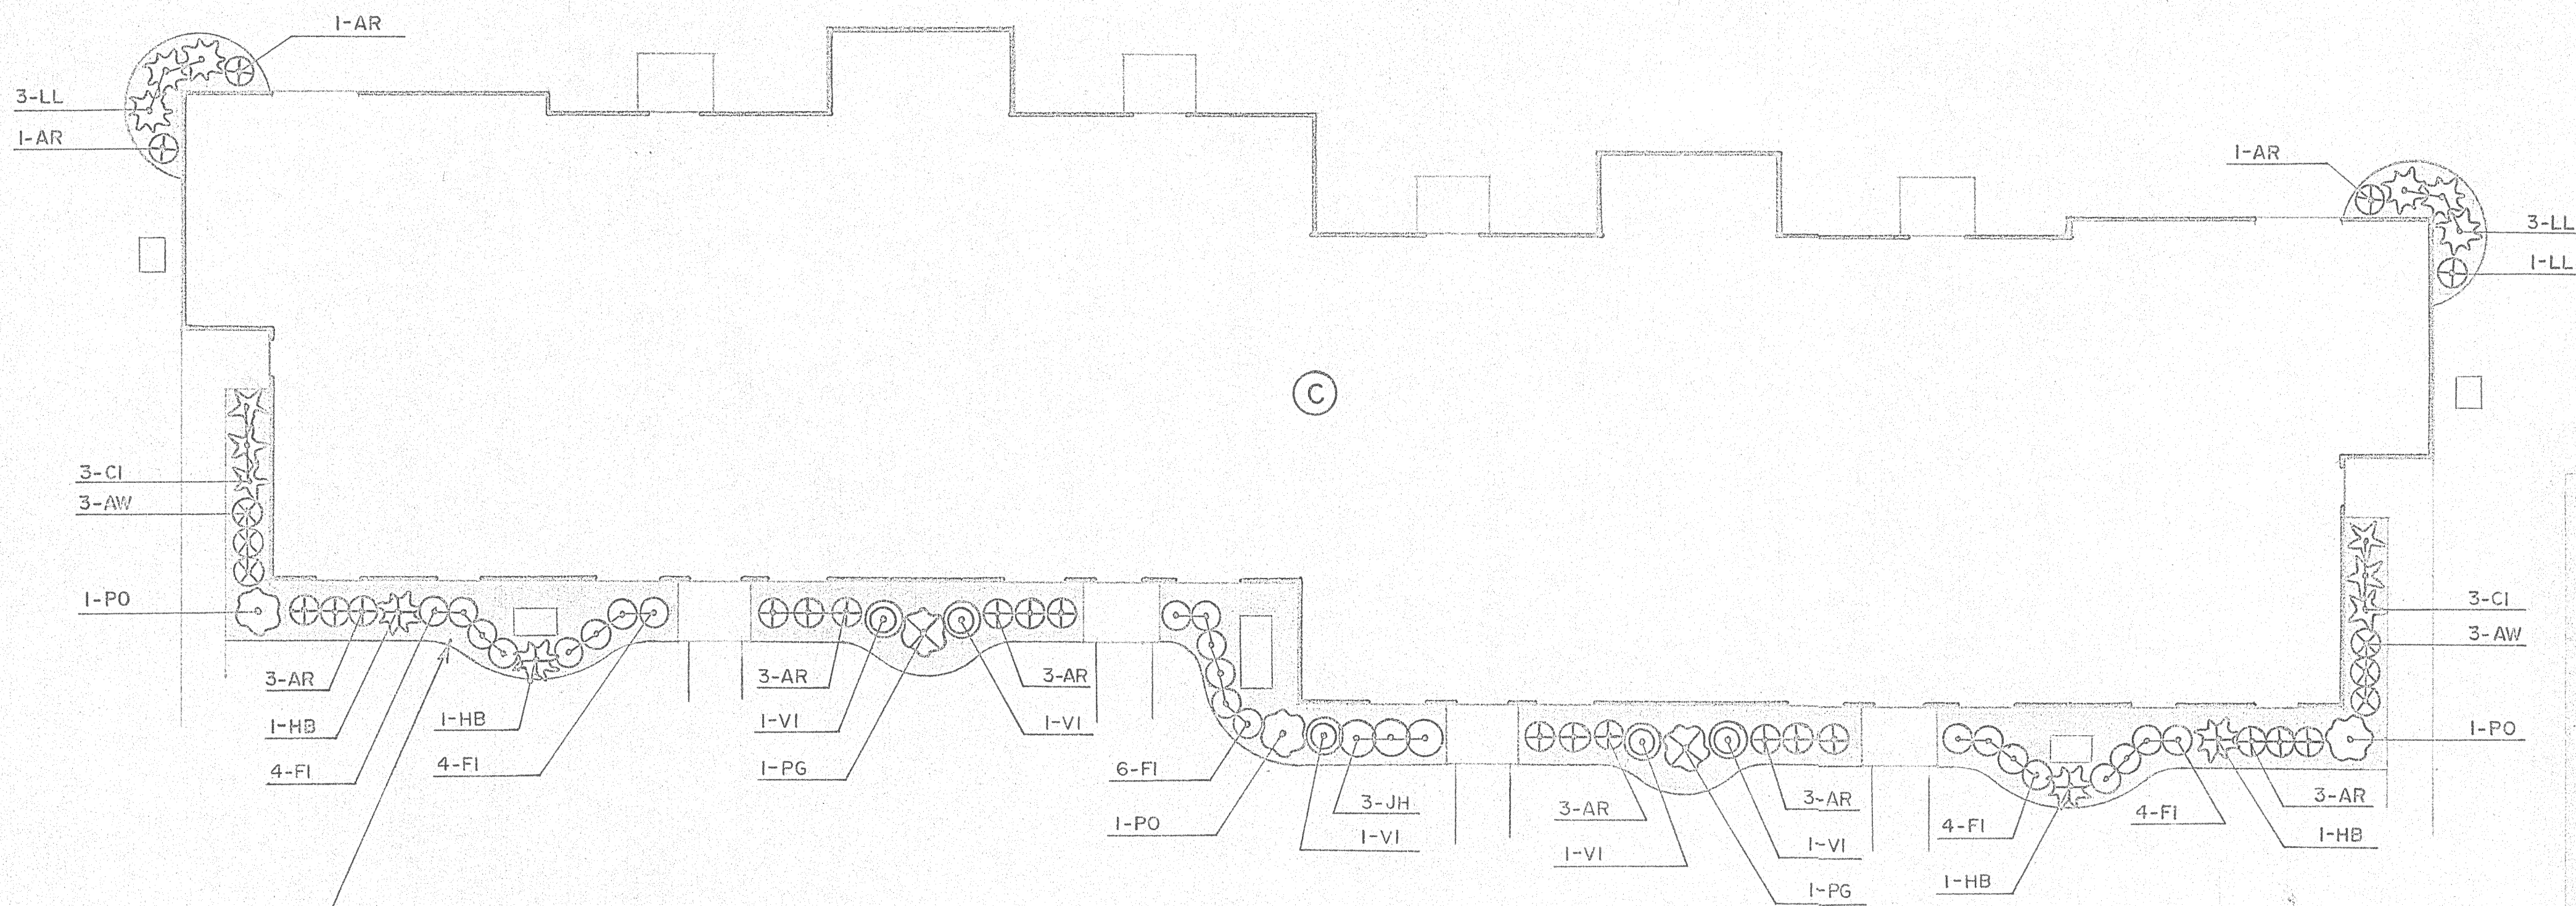 1-AR
3-LL
1-AR
1-AR
3-LL
1-LL
C
3-CI
3-AW
1-PO
3-CI
3-AW
1-PO
3-AR
1-HB
4-FI
1-HB
4-FI
3-AR
1-VI
1-PG
3-AR
1-VI
6-FI
1-PO
3-JH
1-VI
3-AR
1-VI
3-AR
1-VI
1-PG
4-FI
1-HB
4-FI
3-AR
1-HB